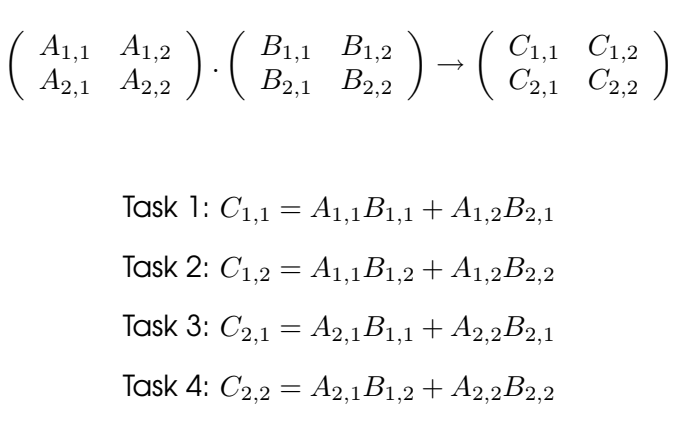 ( A1,1 A1,2 ) · ( B1,1 B1,2 ) → ( C1,1 C1,2 )
( A2,1 A2,2 ) ( B2,1 B2,2 ) ( C2,1 C2,2 )
Task 1: C1,1 = A1,1B1,1 + A1,2B2,1
Task 2: C1,2 = A1,1B1,2 + A1,2B2,2
Task 3: C2,1 = A2,1B1,1 + A2,2B2,1
Task 4: C2,2 = A2,1B1,2 + A2,2B2,2